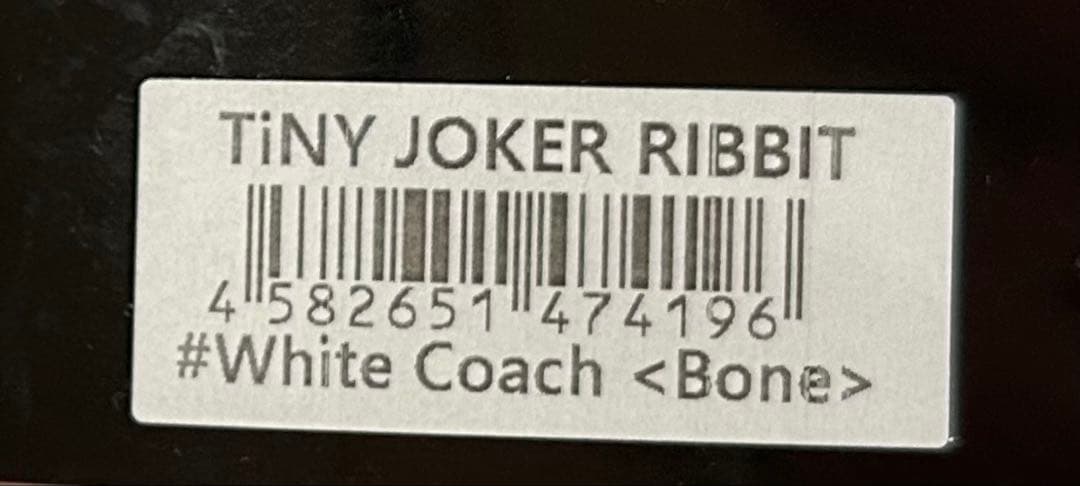 TiNY JOKER RIBBIT
4 582651 474196
#White Coach <Bone>